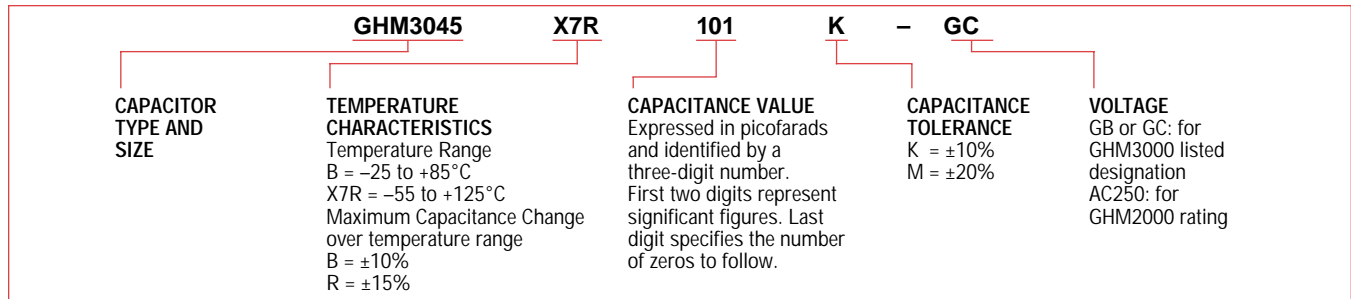 GHM3045 X7R 101 K – GC
CAPACITOR
TYPE AND
SIZE
TEMPERATURE
CHARACTERISTICS
Temperature Range
B = –25 to +85°C
X7R = –55 to +125°C
Maximum Capacitance Change
over temperature range
B = ±10%
R = ±15%
CAPACITANCE VALUE
Expressed in picofarads
and identified by a
three-digit number.
First two digits represent
significant figures. Last
digit specifies the number
of zeros to follow.
CAPACITANCE
TOLERANCE
K = ±10%
M = ±20%
VOLTAGE
GB or GC: for
GHM3000 listed
designation
AC250: for
GHM2000 rating